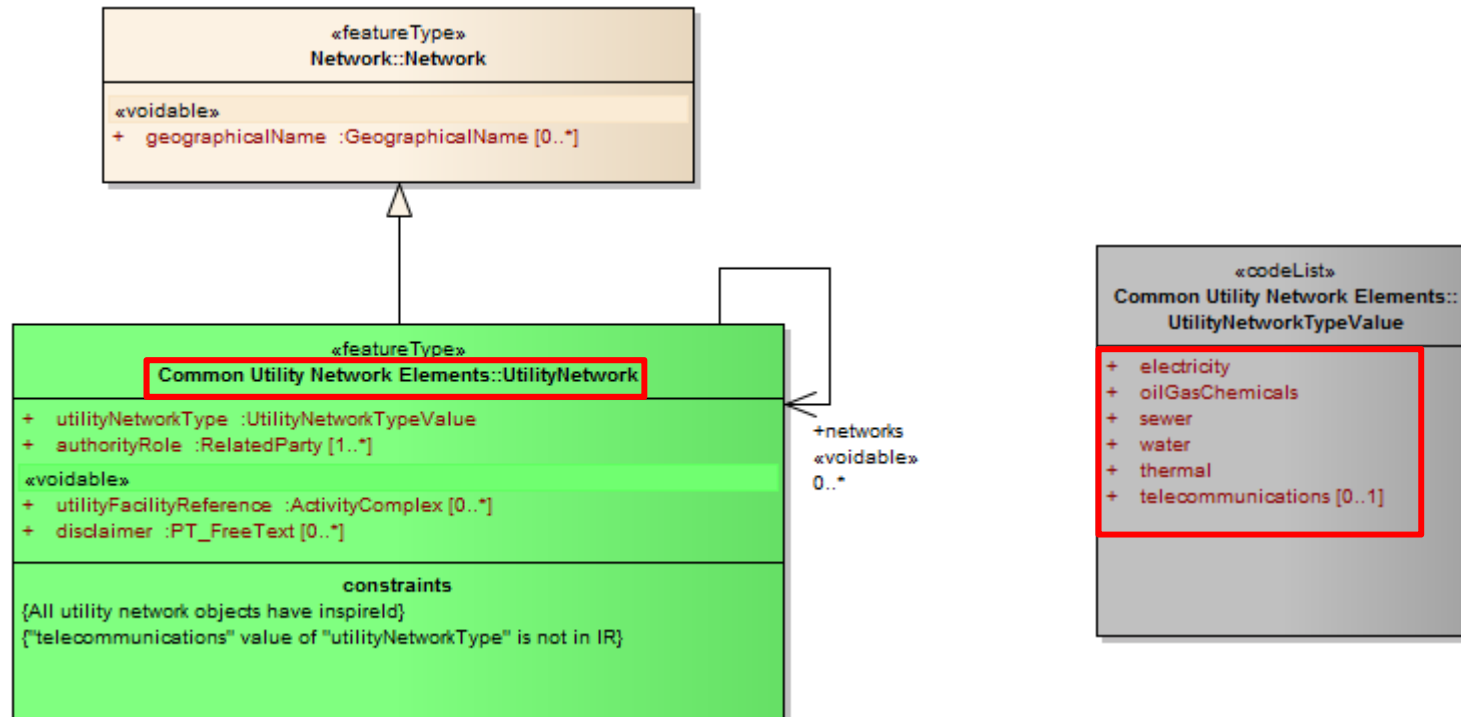 «featureType»
Network::Network
«voidable»
+ geographicalName :GeographicalName [0..*]
«featureType»
Common Utility Network Elements::UtilityNetwork
+ utilityNetworkType :UtilityNetworkTypeValue
+ authorityRole :RelatedParty [1..*]
«voidable»
+ utilityFacilityReference :ActivityComplex [0..*]
+ disclaimer :PT_FreeText [0..*]
constraints
{All utility network objects have inspireId}
{"telecommunications" value of "utilityNetworkType" is not in IR}
+networks
«voidable»
0..*
«codeList»
Common Utility Network Elements::
UtilityNetworkTypeValue
+ electricity
+ oilGasChemicals
+ sewer
+ water
+ thermal
+ telecommunications [0..1]